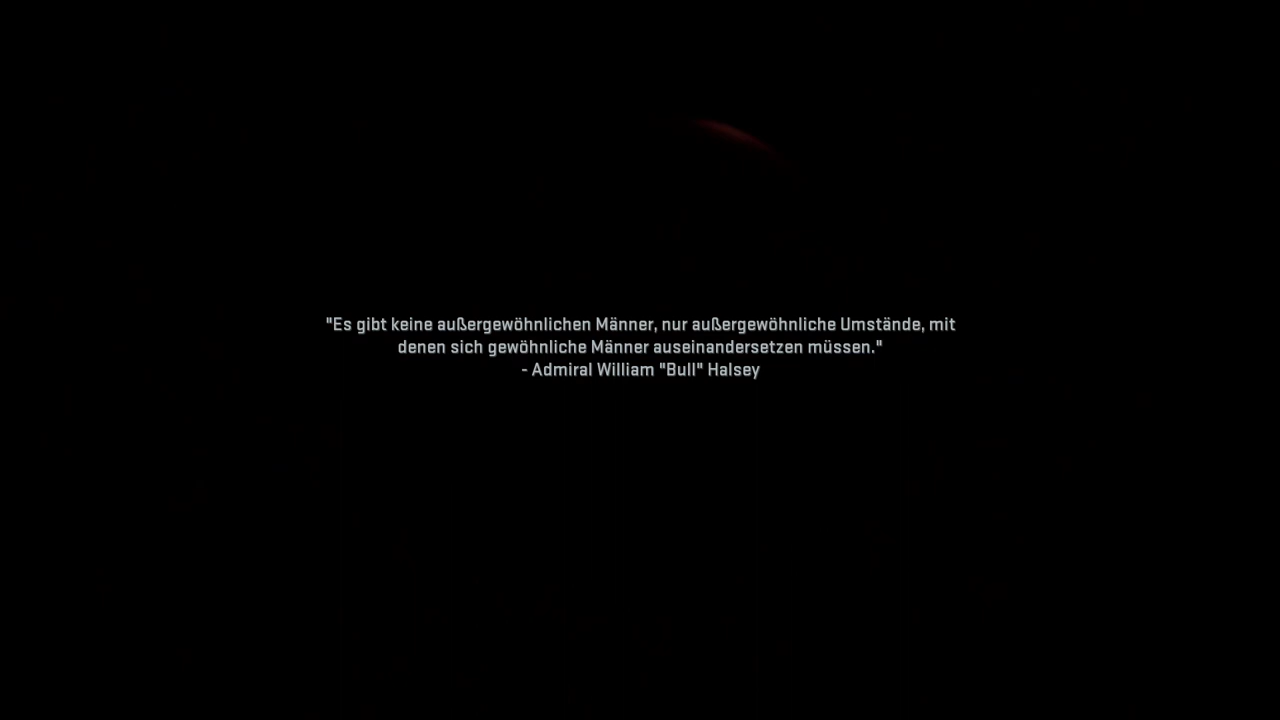 "Es gibt keine außergewöhnlichen Männer, nur außergewöhnliche Umstände, mit
denen sich gewöhnliche Männer auseinandersetzen müssen."
- Admiral William "Bull" Halsey